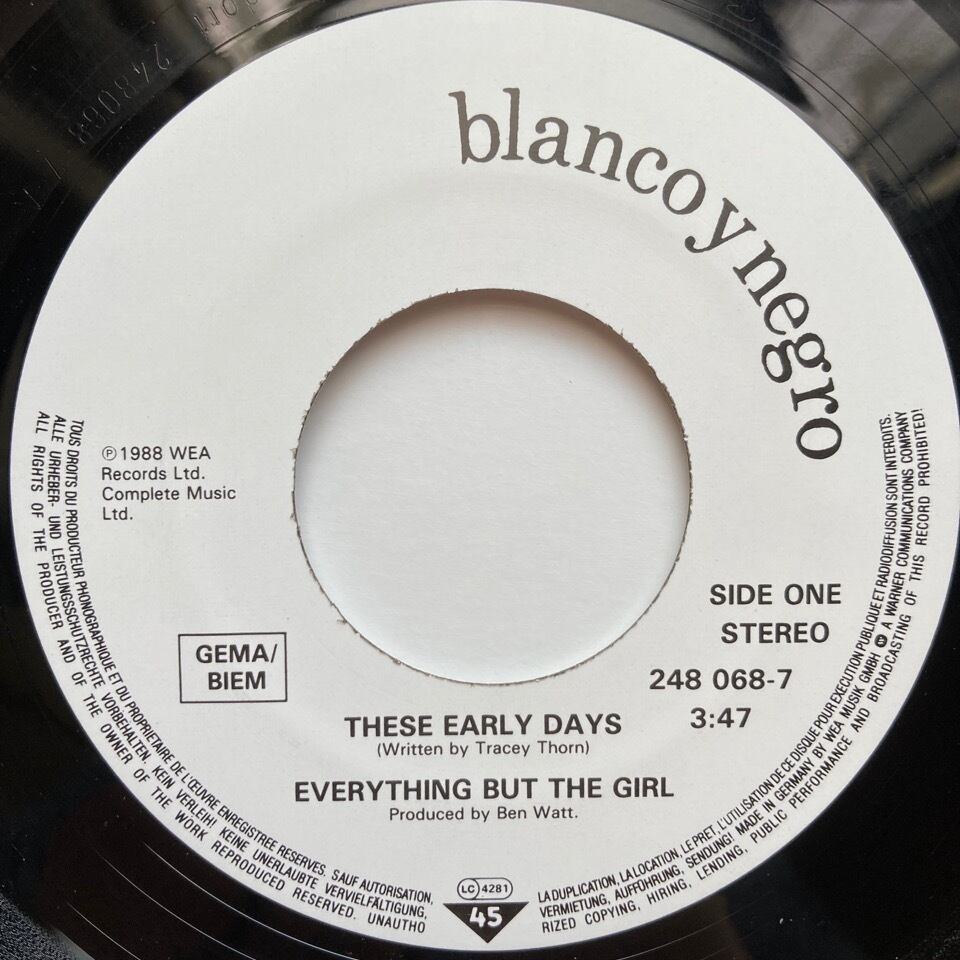 blanco y negro
℗1988 WEA
Records Ltd.
Complete Music
Ltd.
SIDE ONE
STEREO
GEMA/
BIEM
248 068-7
THESE EARLY DAYS
3:47
(Written by Tracey Thorn)
EVERYTHING BUT THE GIRL
Produced by Ben Watt.
TOUS DROITS DU PRODUCTEUR PHONOGRAPHIQUE ET DU PROPRIETAIRE DE L'ŒUVRE ENREGISTREE RESERVES. SAUF AUTORISATION,
ALLE URHEBER- UND LEISTUNGSSCHUTZRECHTE VORBEHALTEN. KEIN VERLEIH! KEINE UNERLAUBTE VERVIELFÄLTIGUNG,
ALL RIGHTS OF THE PRODUCER AND OF THE OWNER OF THE WORK REPRODUCED RESERVED. UNAUTHO
LC 4281
45
LA DUPLICATION, LA LOCATION, LE PRET, L'UTILISATION DE CE DISQUE POUR EXECUTION PUBLIQUE ET RADIODIFFUSION SONT INTERDITS.
VERMIETUNG, AUFFÜHRUNG, SENDUNG! MADE IN GERMANY BY WEA MUSIK GMBH A WARNER COMMUNICATIONS COMPANY
RIZED COPYING, HIRING, LENDING, PUBLIC PERFORMANCE AND BROADCASTING OF THIS RECORD PROHIBITED!
248068